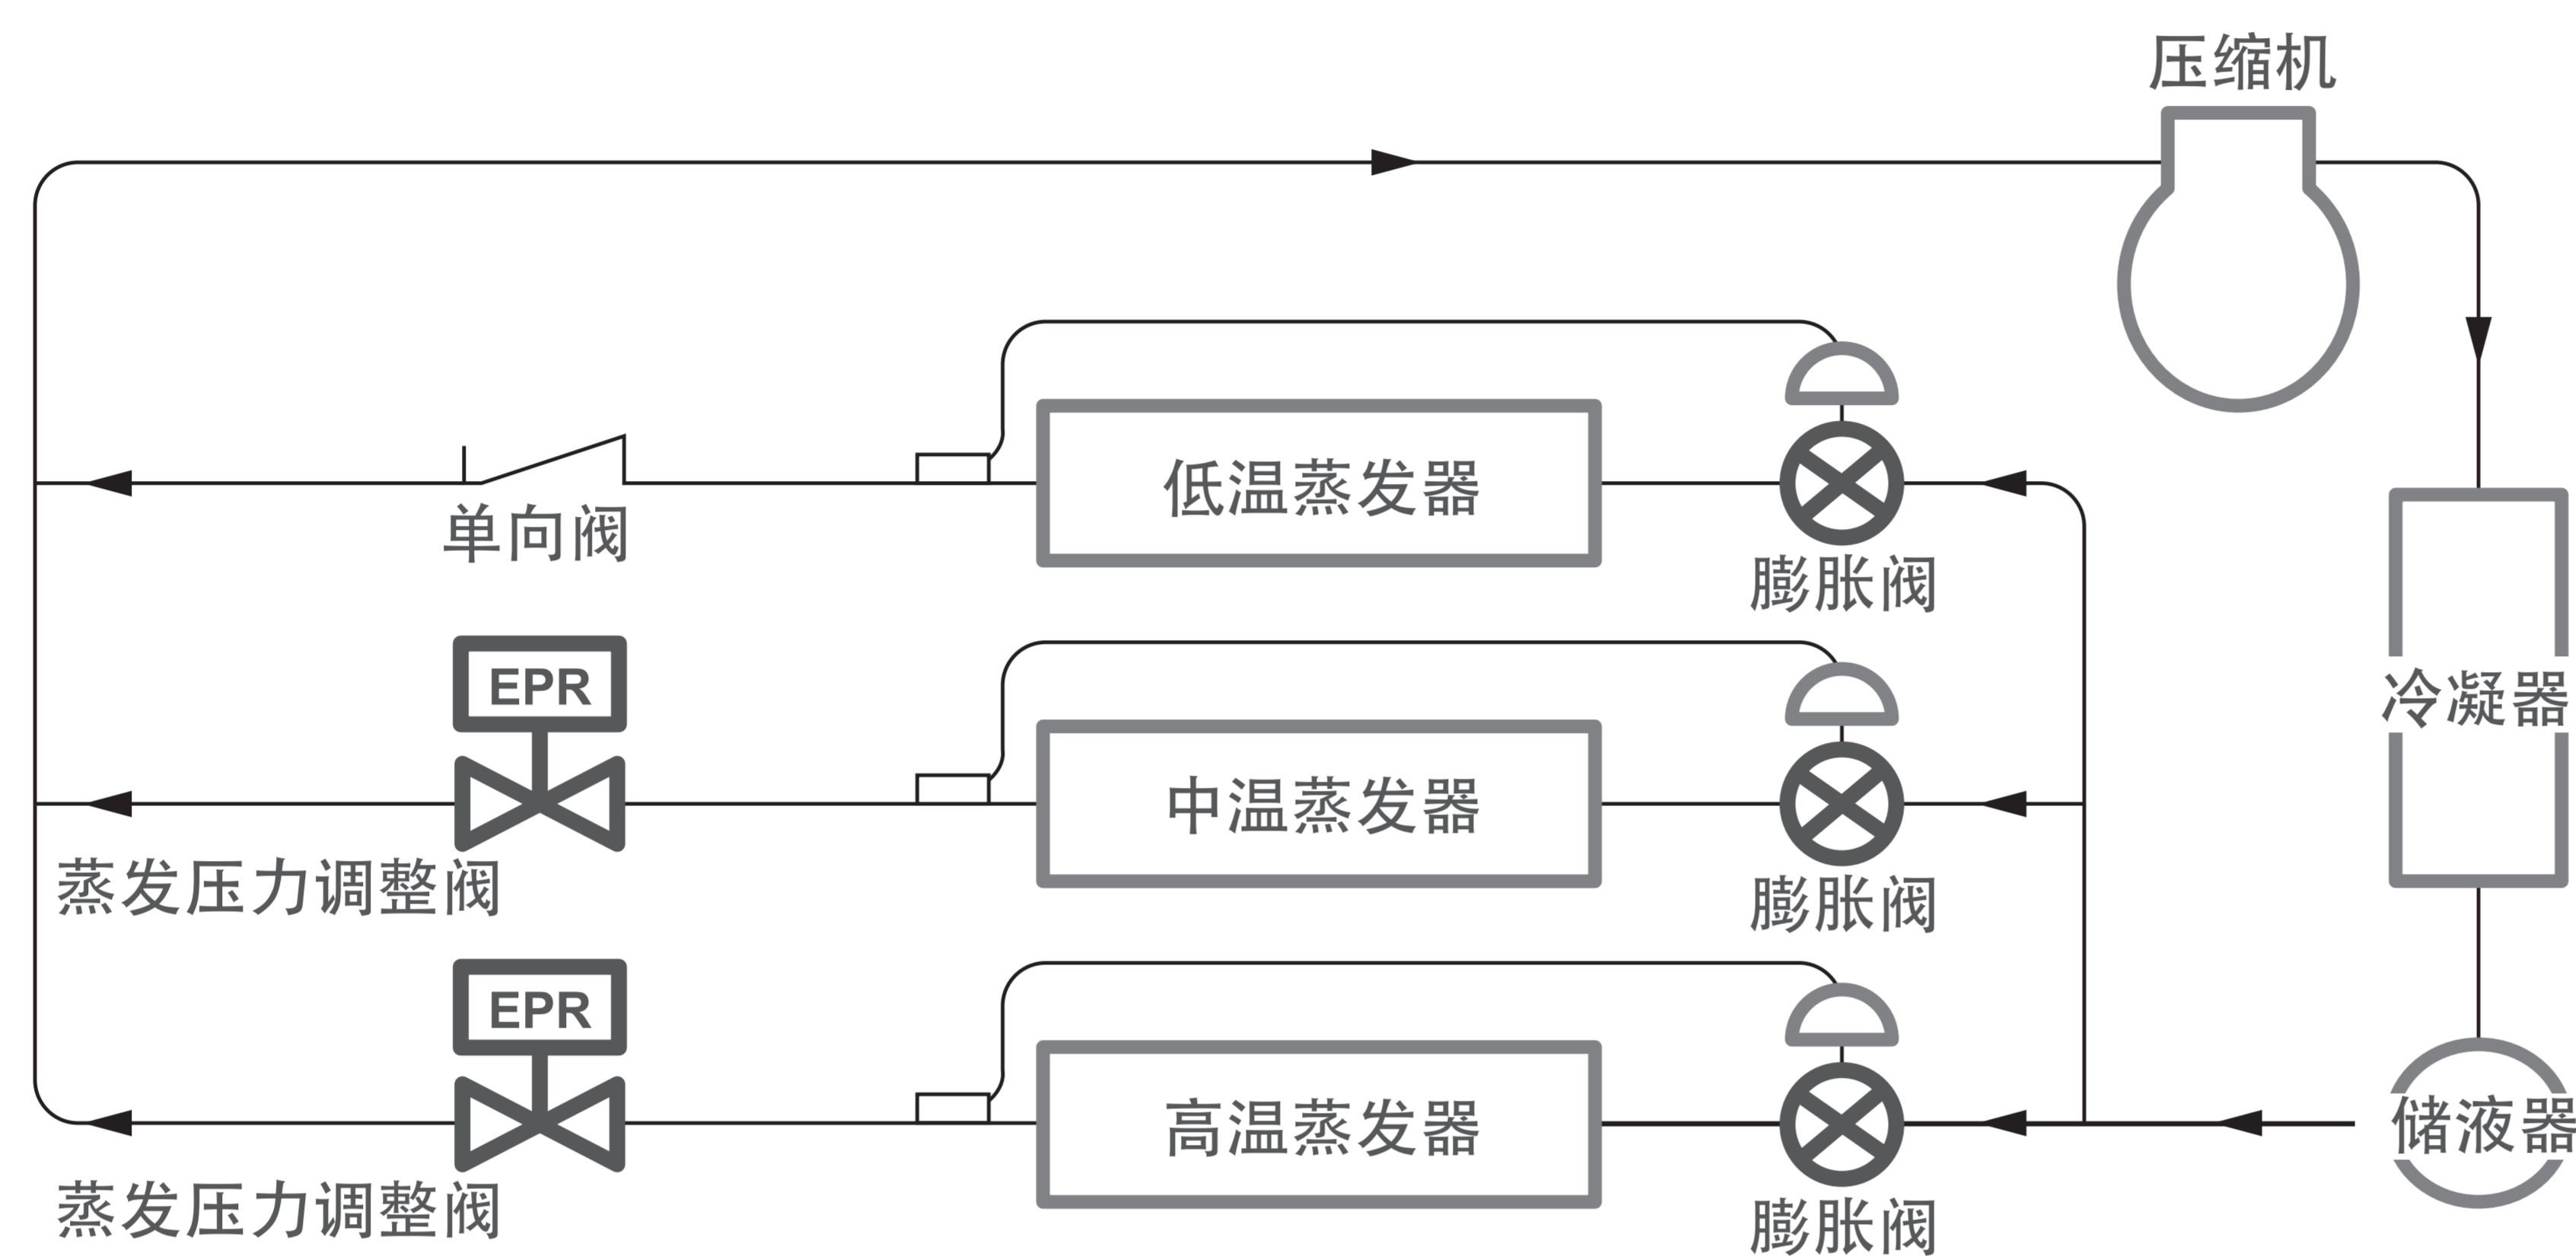 压缩机
低温蒸发器
单向阀
膨胀阀
EPR
冷凝器
中温蒸发器
蒸发压力调整阀
膨胀阀
EPR
高温蒸发器
储液器
蒸发压力调整阀
膨胀阀